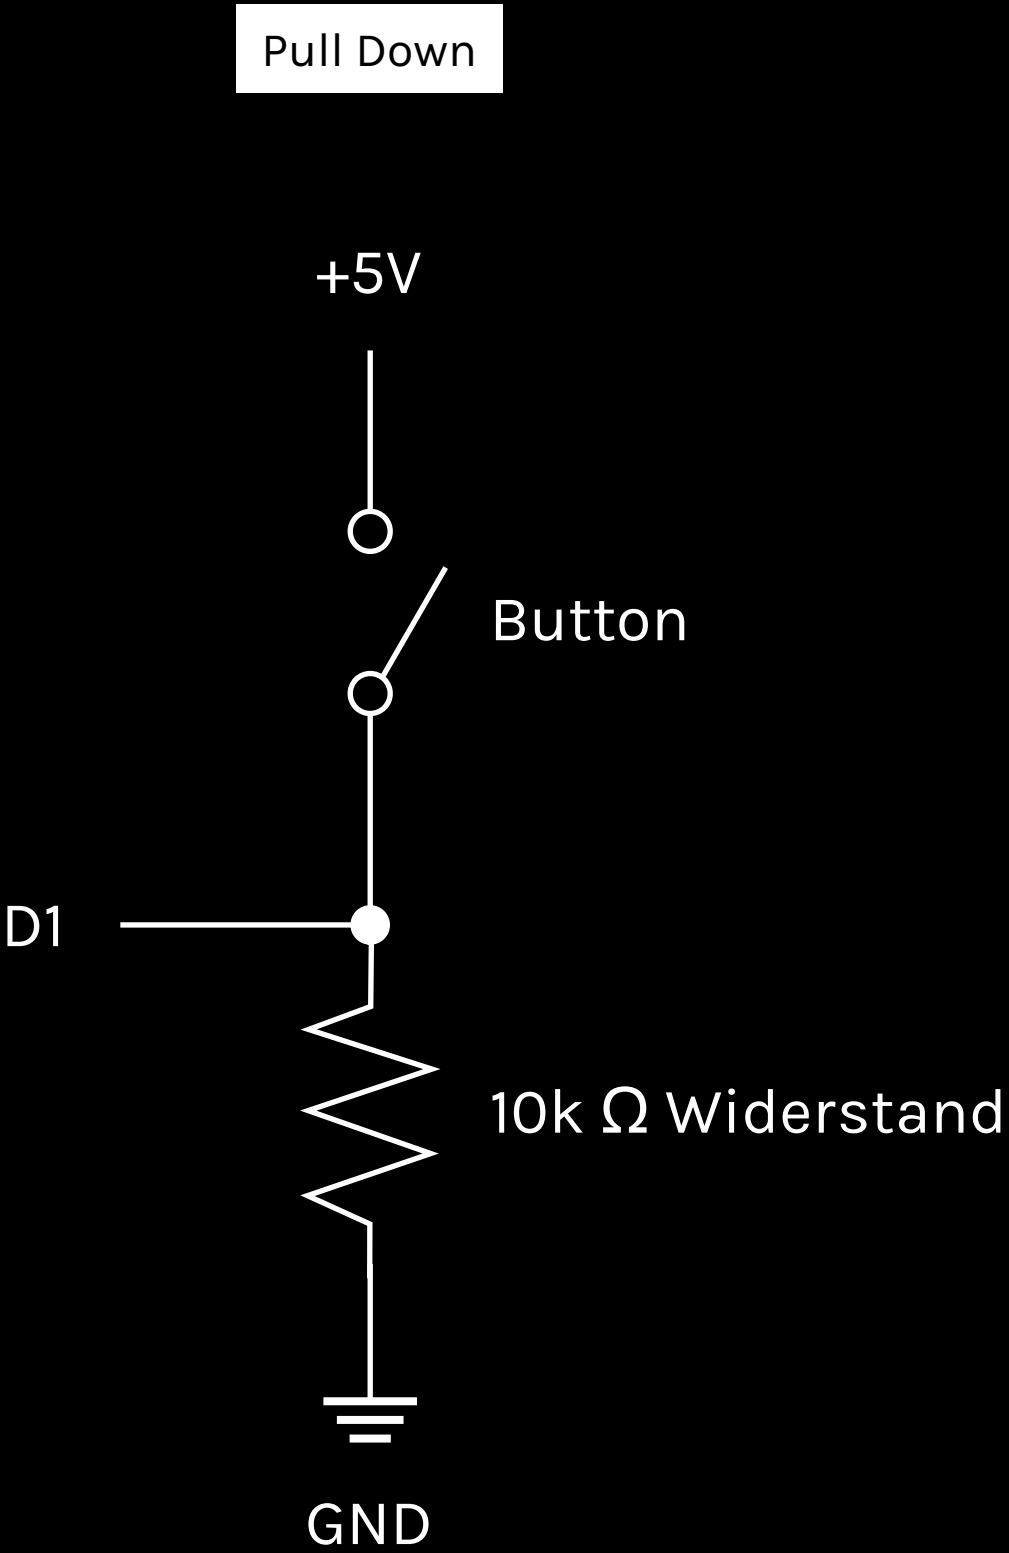 Pull Down
+5V
Button
D1
10k Ω Widerstand
GND